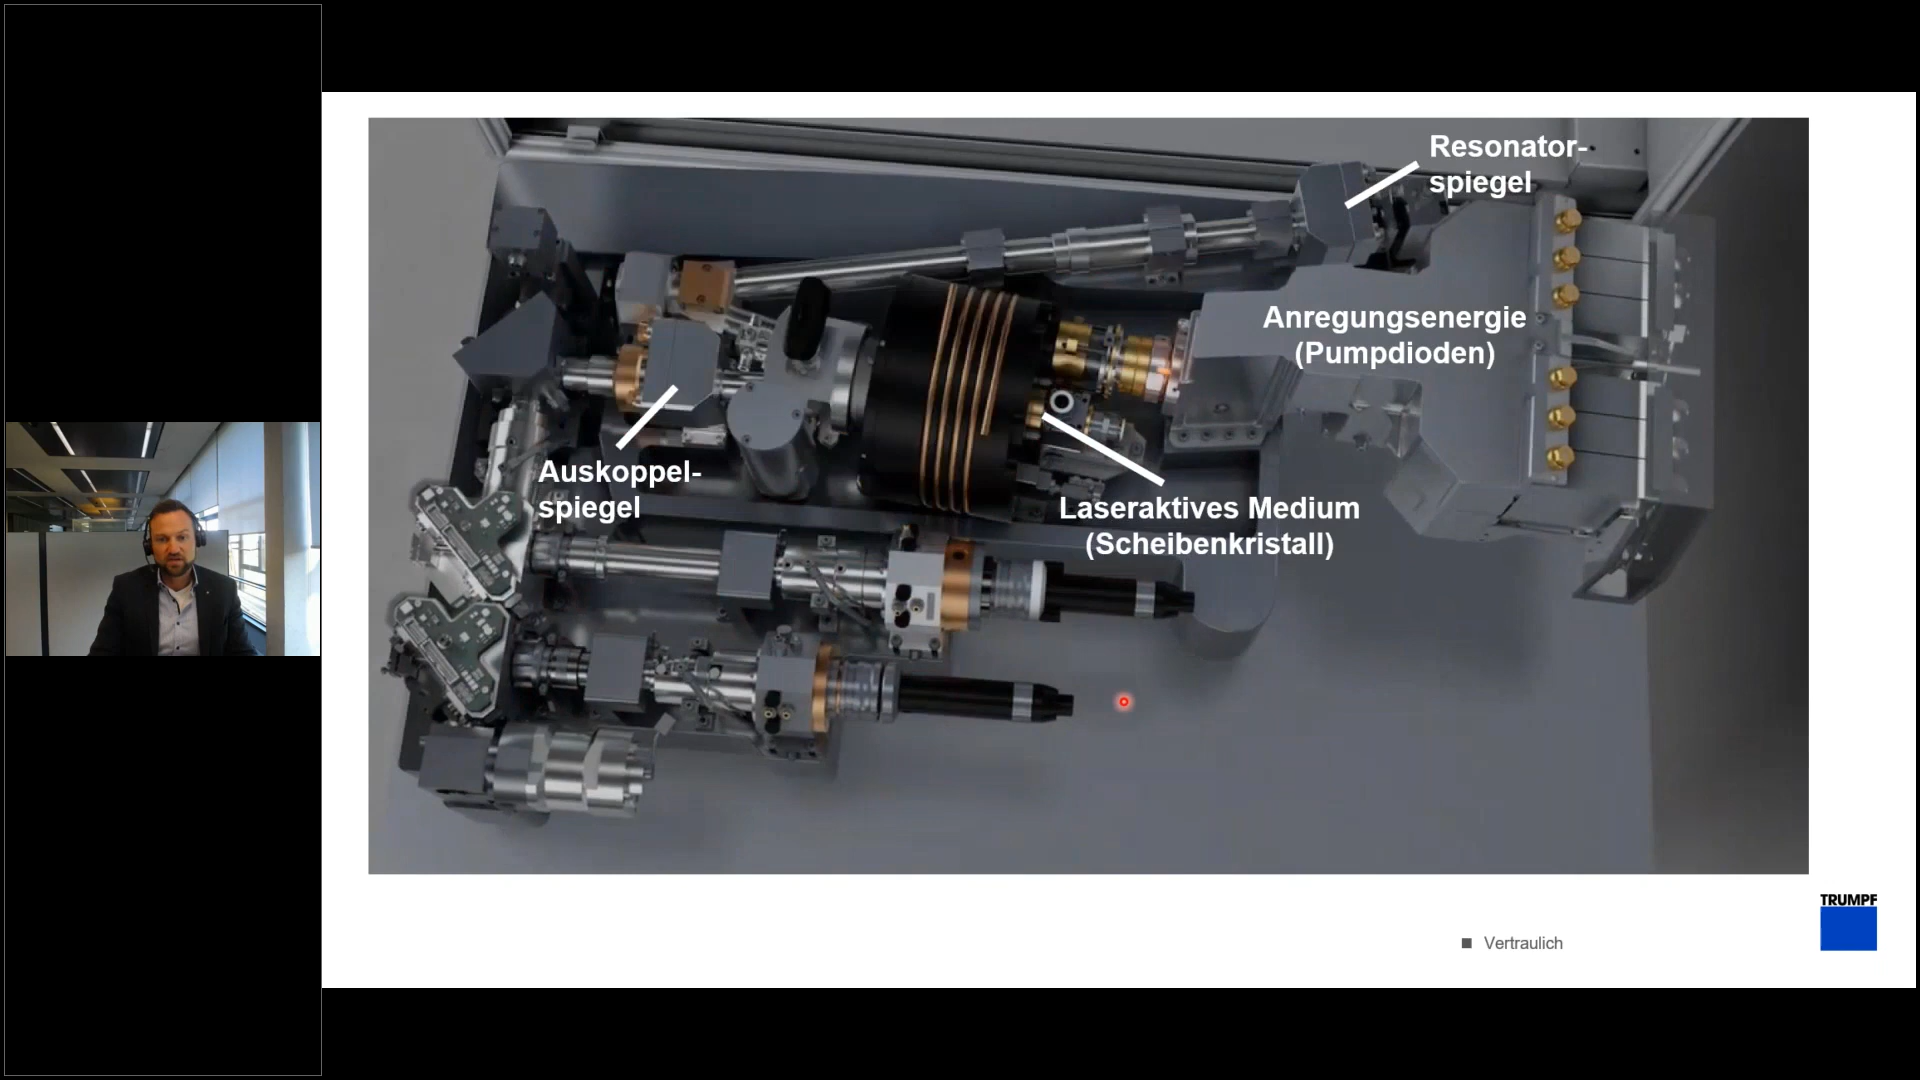 Resonator-
spiegel
Anregungsenergie
(Pumpdioden)
Auskoppel-
spiegel
Laseraktives Medium
(Scheibenkristall)
TRUMPF
Vertraulich